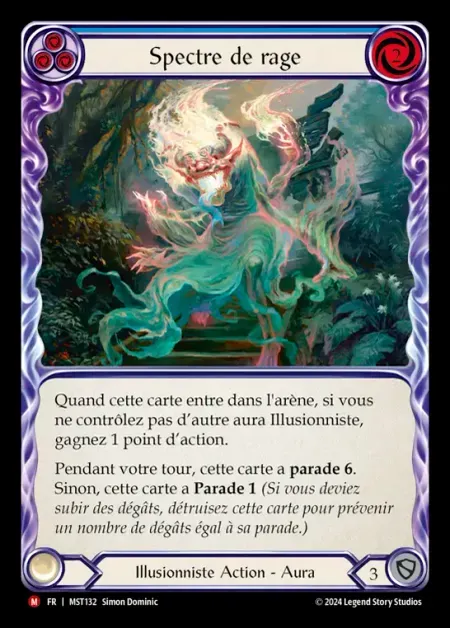 Spectre de rage
2
Quand cette carte entre dans l'arène, si vous
ne contrôlez pas d'autre aura Illusionniste,
gagnez 1 point d'action.
Pendant votre tour, cette carte a parade 6.
Sinon, cette carte a Parade 1 (Si vous deviez
subir des dégâts, détruisez cette carte pour prévenir
un nombre de dégâts égal à sa parade.)
Illusionniste Action - Aura
3
M FR | MST132 Simon Dominic
© 2024 Legend Story Studios